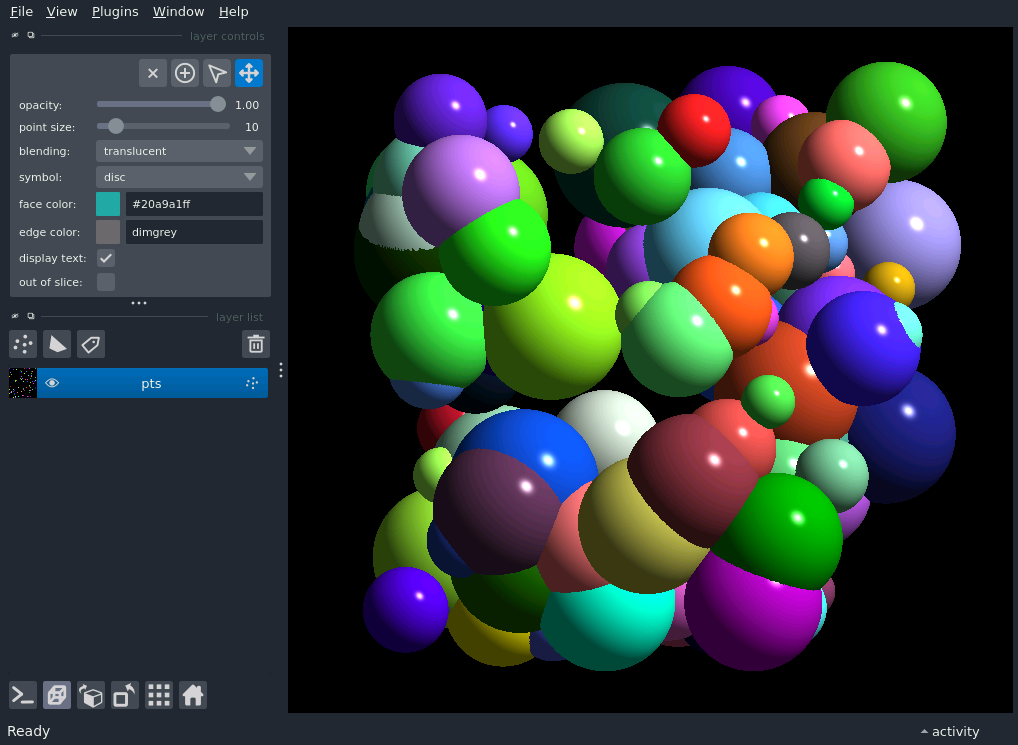 File View Plugins Window Help
layer controls
opacity: 1.00
point size: 10
blending: translucent
symbol: disc
face color: #20a9a1ff
edge color: dimgrey
display text:
out of slice:
layer list
pts
Ready activity